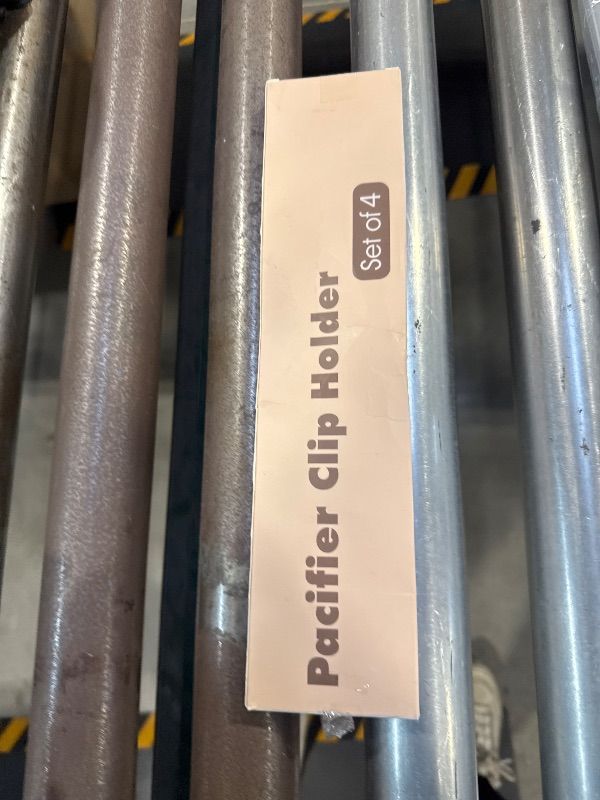 Pacifier Clip Holder
Set of 4